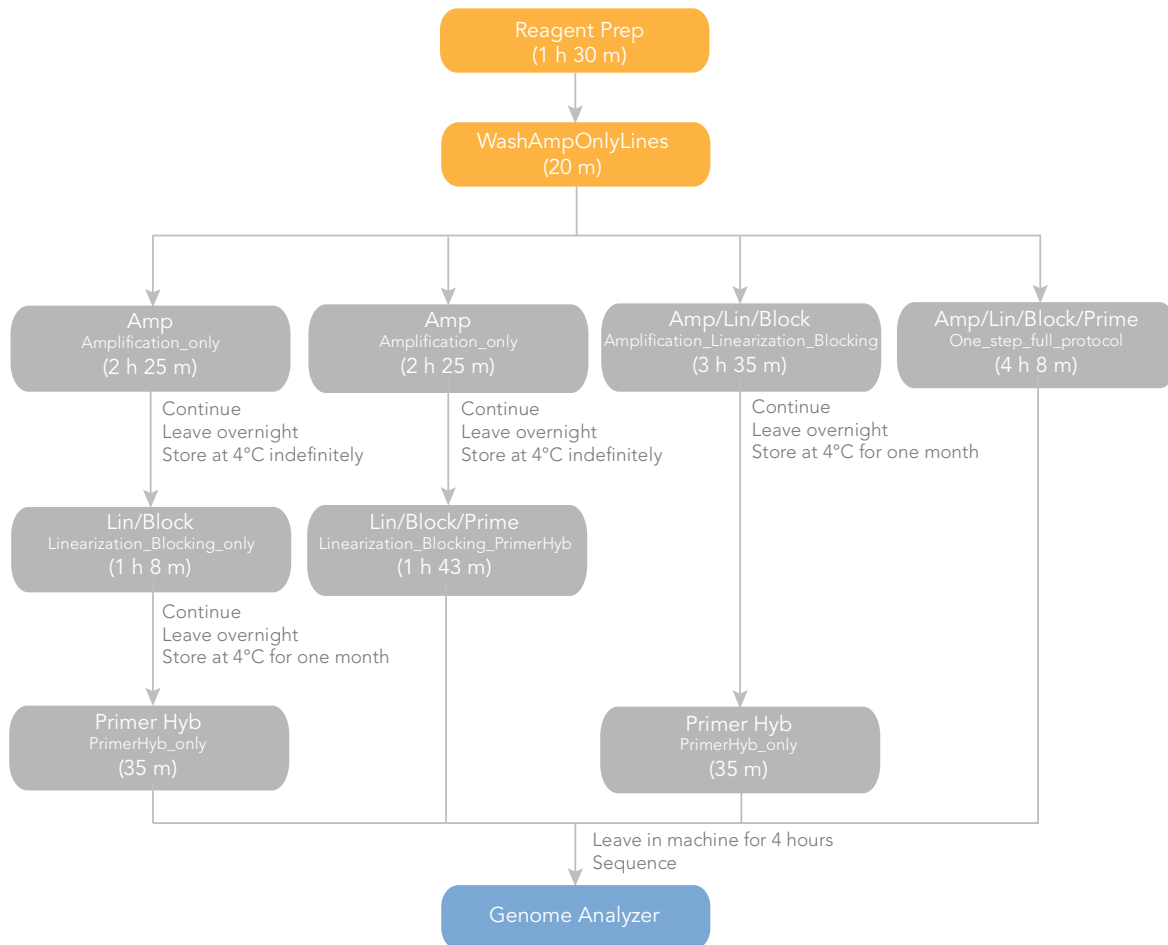 Reagent Prep
(1 h 30 m)
WashAmpOnlyLines
(20 m)
Amp
Amplification_only
(2 h 25 m)
Amp
Amplification_only
(2 h 25 m)
Amp/Lin/Block
Amplification_Linearization_Blocking
(3 h 35 m)
Amp/Lin/Block/Prime
One_step_full_protocol
(4 h 8 m)
Continue
Leave overnight
Store at 4°C indefinitely
Continue
Leave overnight
Store at 4°C indefinitely
Continue
Leave overnight
Store at 4°C for one month
Lin/Block
Linearization_Blocking_only
(1 h 8 m)
Lin/Block/Prime
Linearization_Blocking_PrimerHyb
(1 h 43 m)
Continue
Leave overnight
Store at 4°C for one month
Primer Hyb
PrimerHyb_only
(35 m)
Primer Hyb
PrimerHyb_only
(35 m)
Leave in machine for 4 hours
Sequence
Genome Analyzer